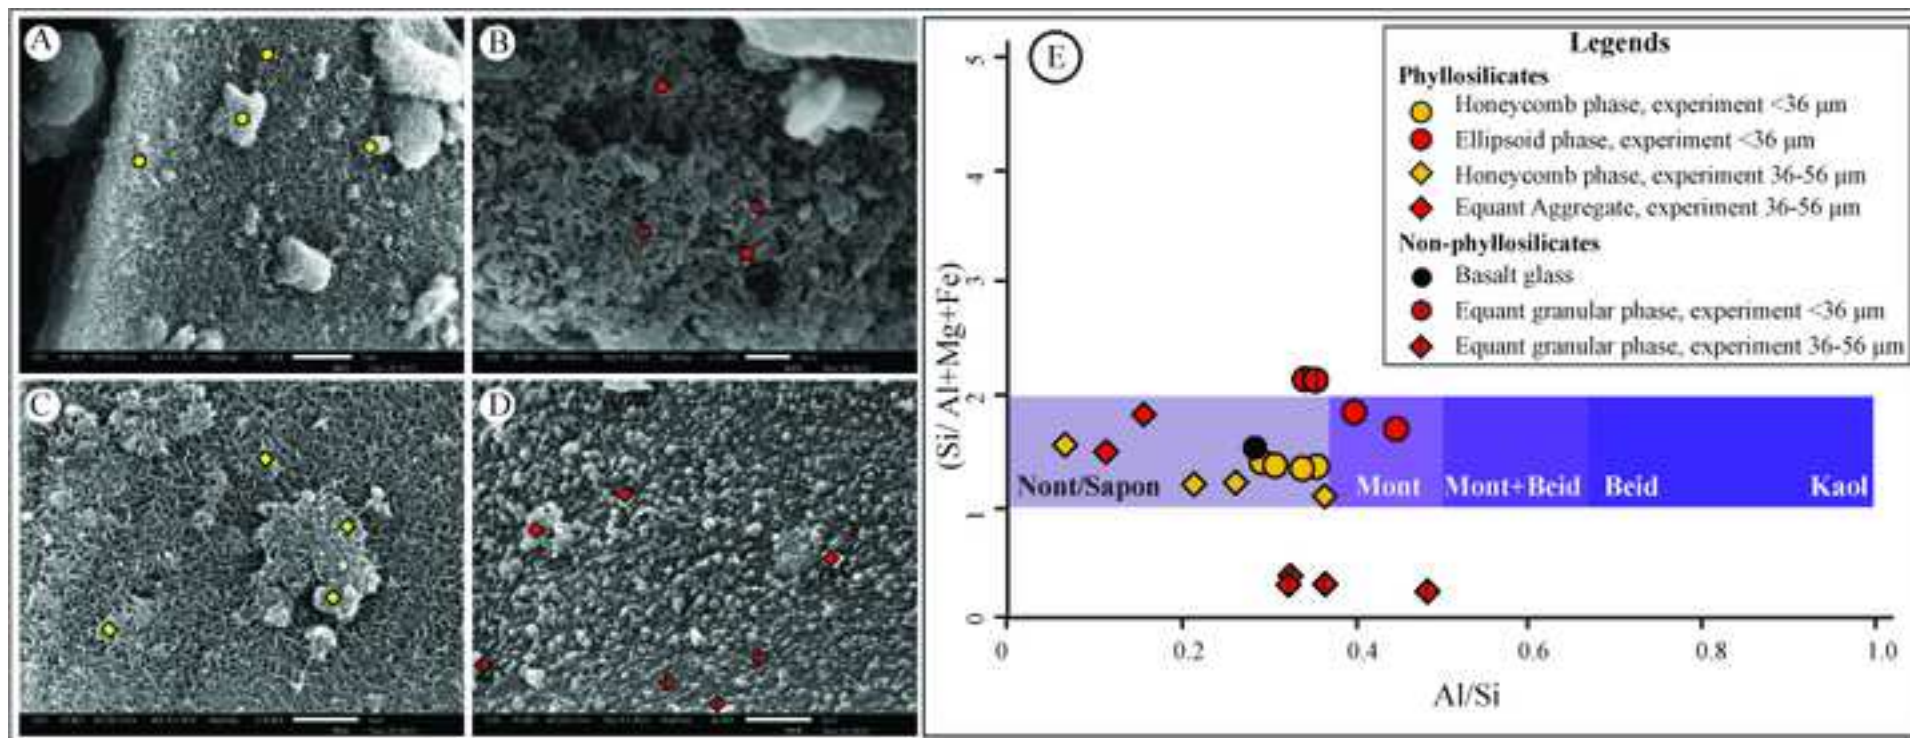 A
B
C
D
E
Legends
Phyllosilicates
Honeycomb phase, experiment <36 μm
Ellipsoid phase, experiment <36 μm
Honeycomb phase, experiment 36-56 μm
Equant Aggregate, experiment 36-56 μm
Non-phyllosilicates
Basalt glass
Equant granular phase, experiment <36 μm
Equant granular phase, experiment 36-56 μm
(Si/ Al+Mg+Fe)
5
4
3
2
1
0
Nont/Sapon
Mont
Mont+Beid
Beid
Kaol
0
0.2
0.4
0.6
0.8
1.0
Al/Si